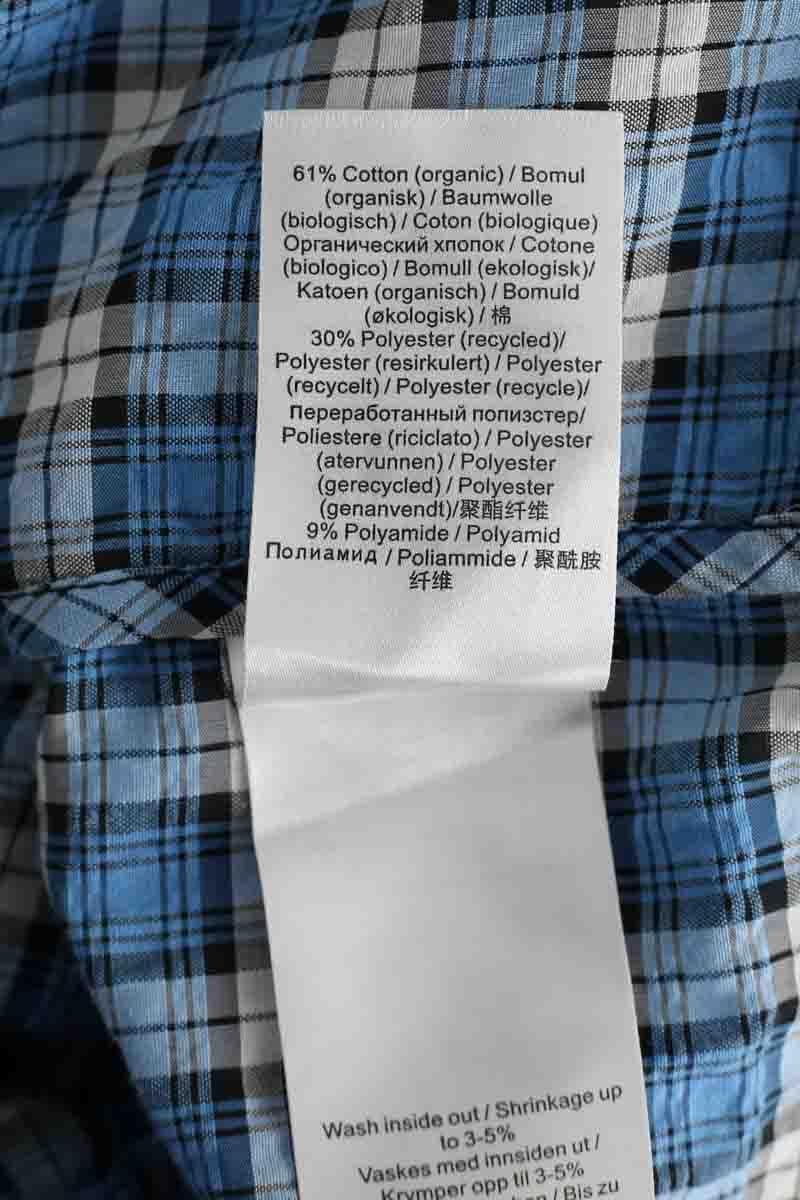 61% Cotton (organic) / Bomul
(organisk) / Baumwolle
(biologisch) / Coton (biologique)
Органический хлопок / Cotone
(biologico) / Bomull (ekologisk)/
Katoen (organisch) / Bomuld
(økologisk) / 棉
30% Polyester (recycled)/
Polyester (resirkulert) / Polyester
(recycelt) / Polyester (recycle)/
Переработанный полиэстер/
Poliestere (riciclato) / Polyester
(atervunnen) / Polyester
(gerecycled) / Polyester
(genanvendt)/聚酯纤维
9% Polyamide / Polyamid
Полиамид / Poliammide / 聚酰胺
纤维
Wash inside out / Shrinkage up
to 3-5%
Vaskes med innsiden ut /
Krymper opp til 3-5%
/ Bis zu